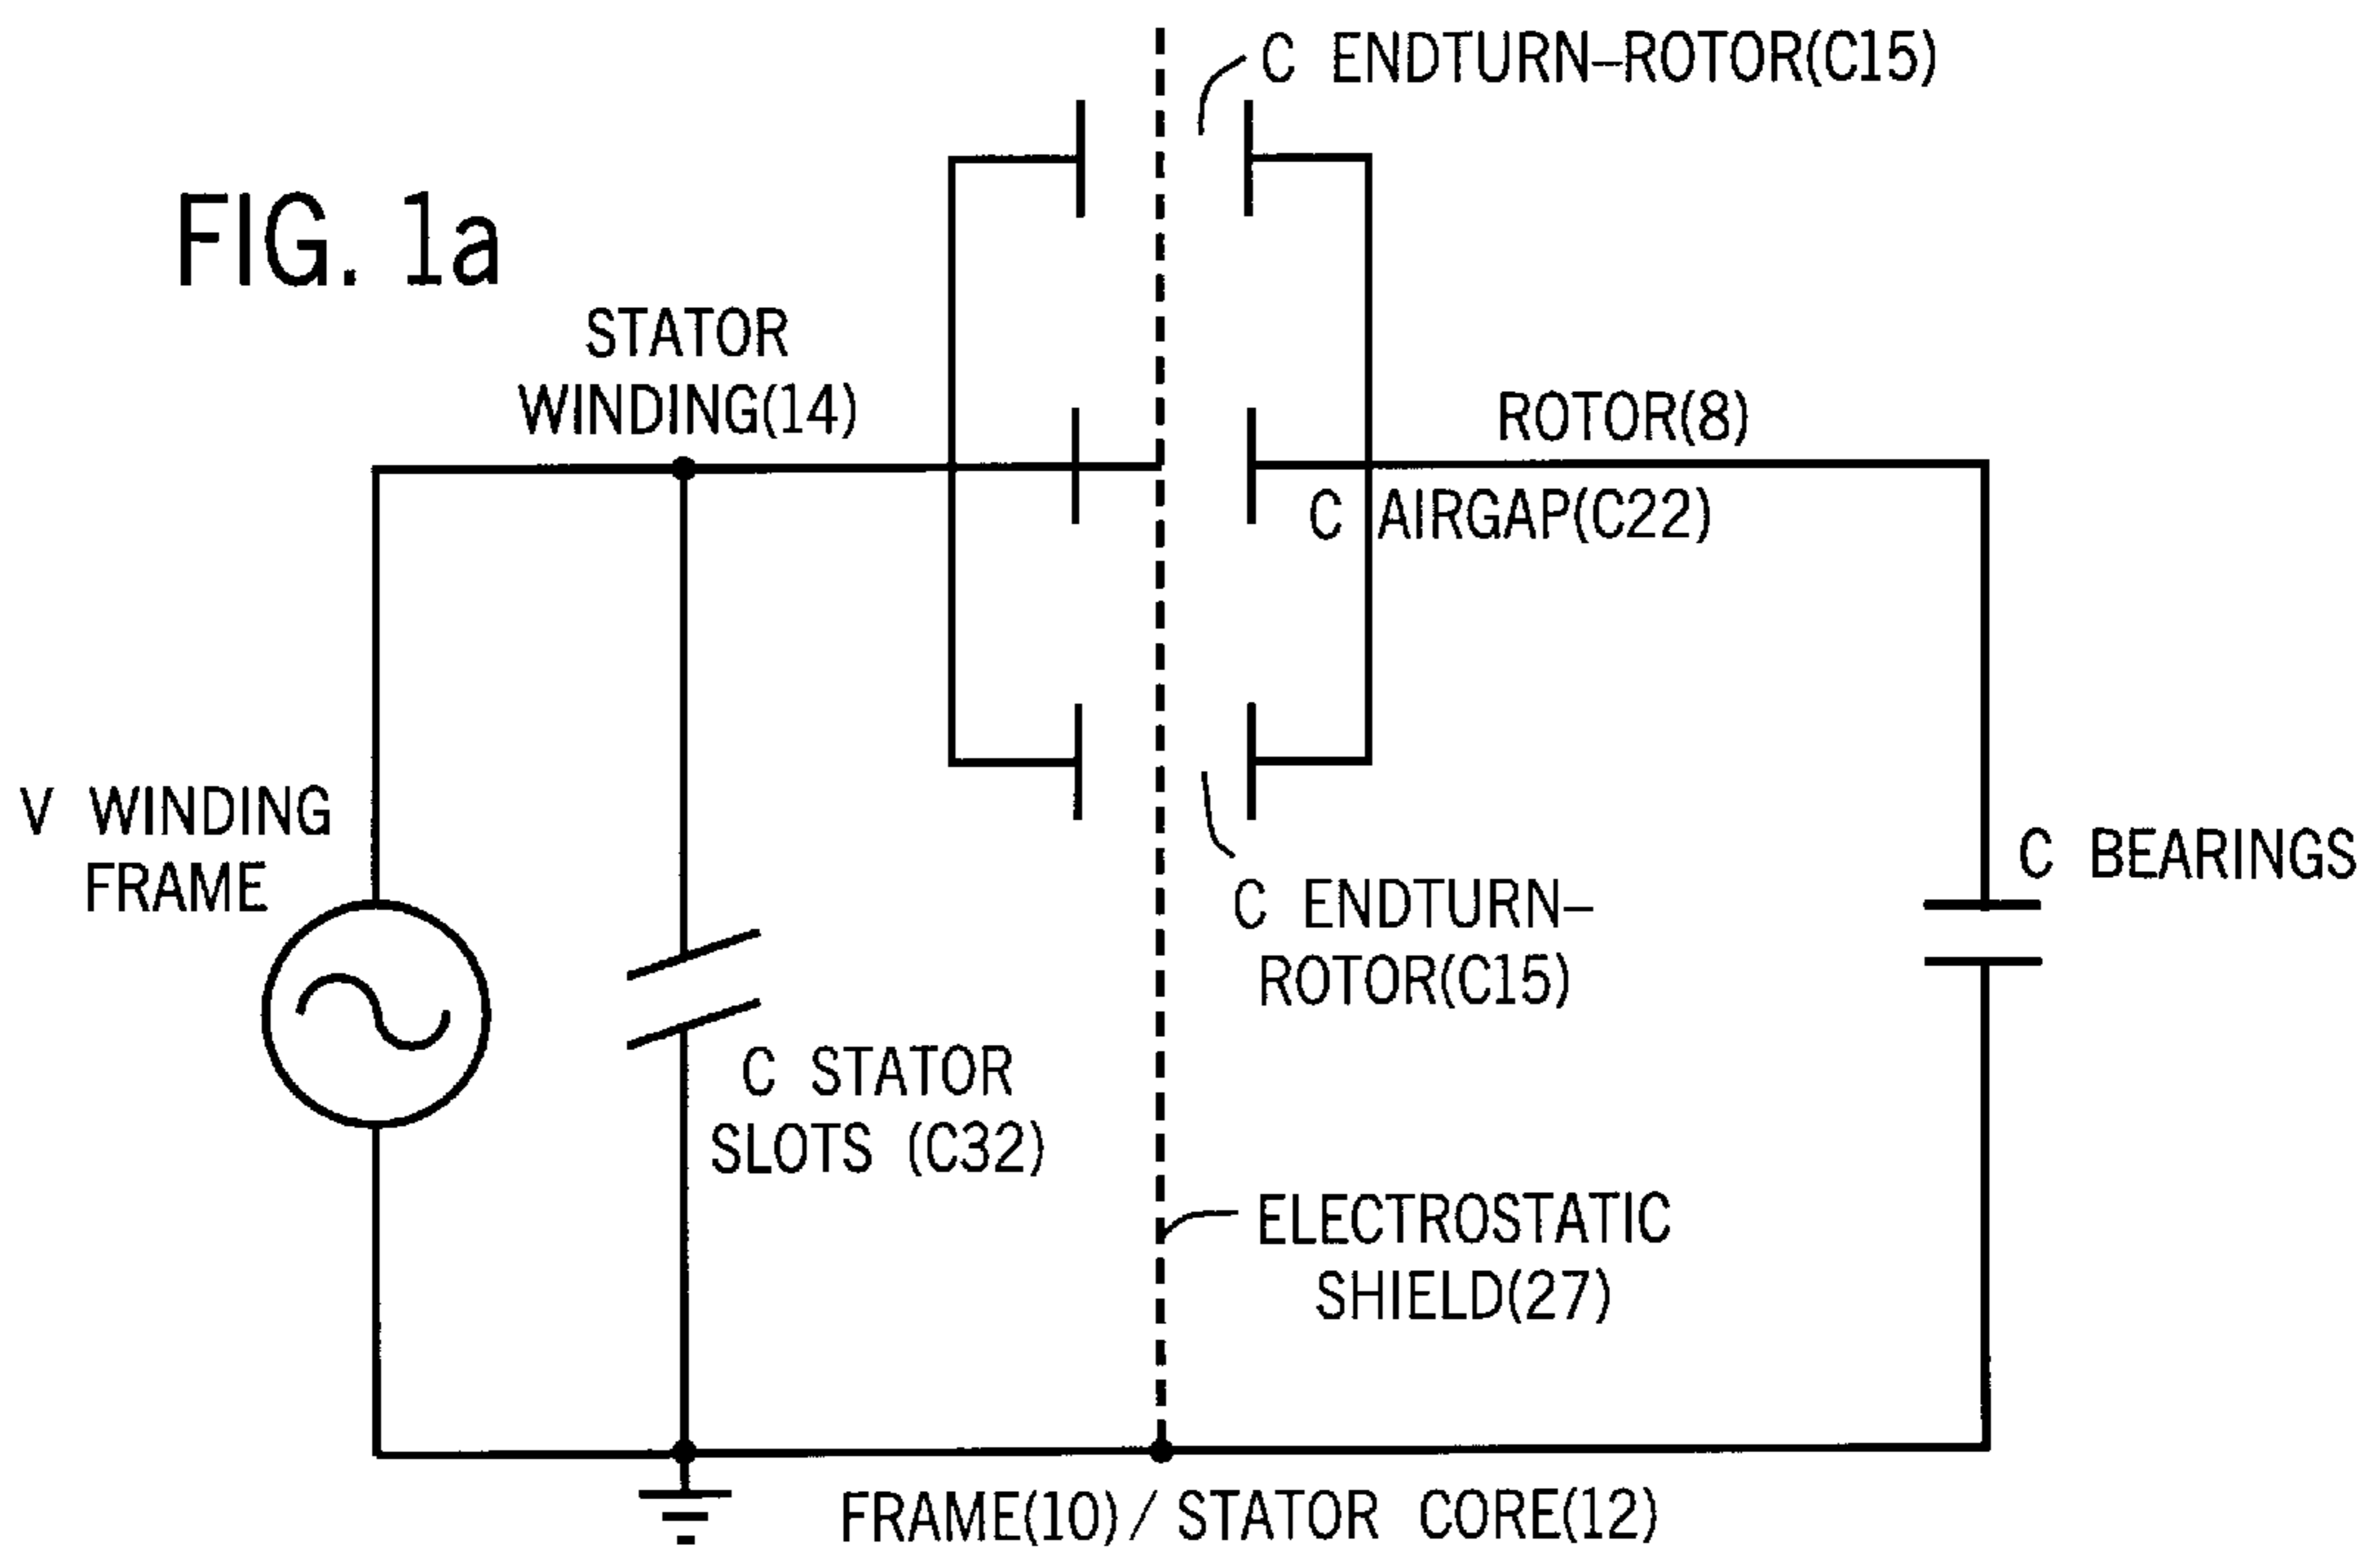 C ENDTURN–ROTOR(C15)
FIG. 1a
STATOR
WINDING(14)
ROTOR(8)
C AIRGAP(C22)
V WINDING
FRAME
C BEARINGS
C ENDTURN–
ROTOR(C15)
C STATOR
SLOTS (C32)
ELECTROSTATIC
SHIELD(27)
FRAME(10)/ STATOR CORE(12)